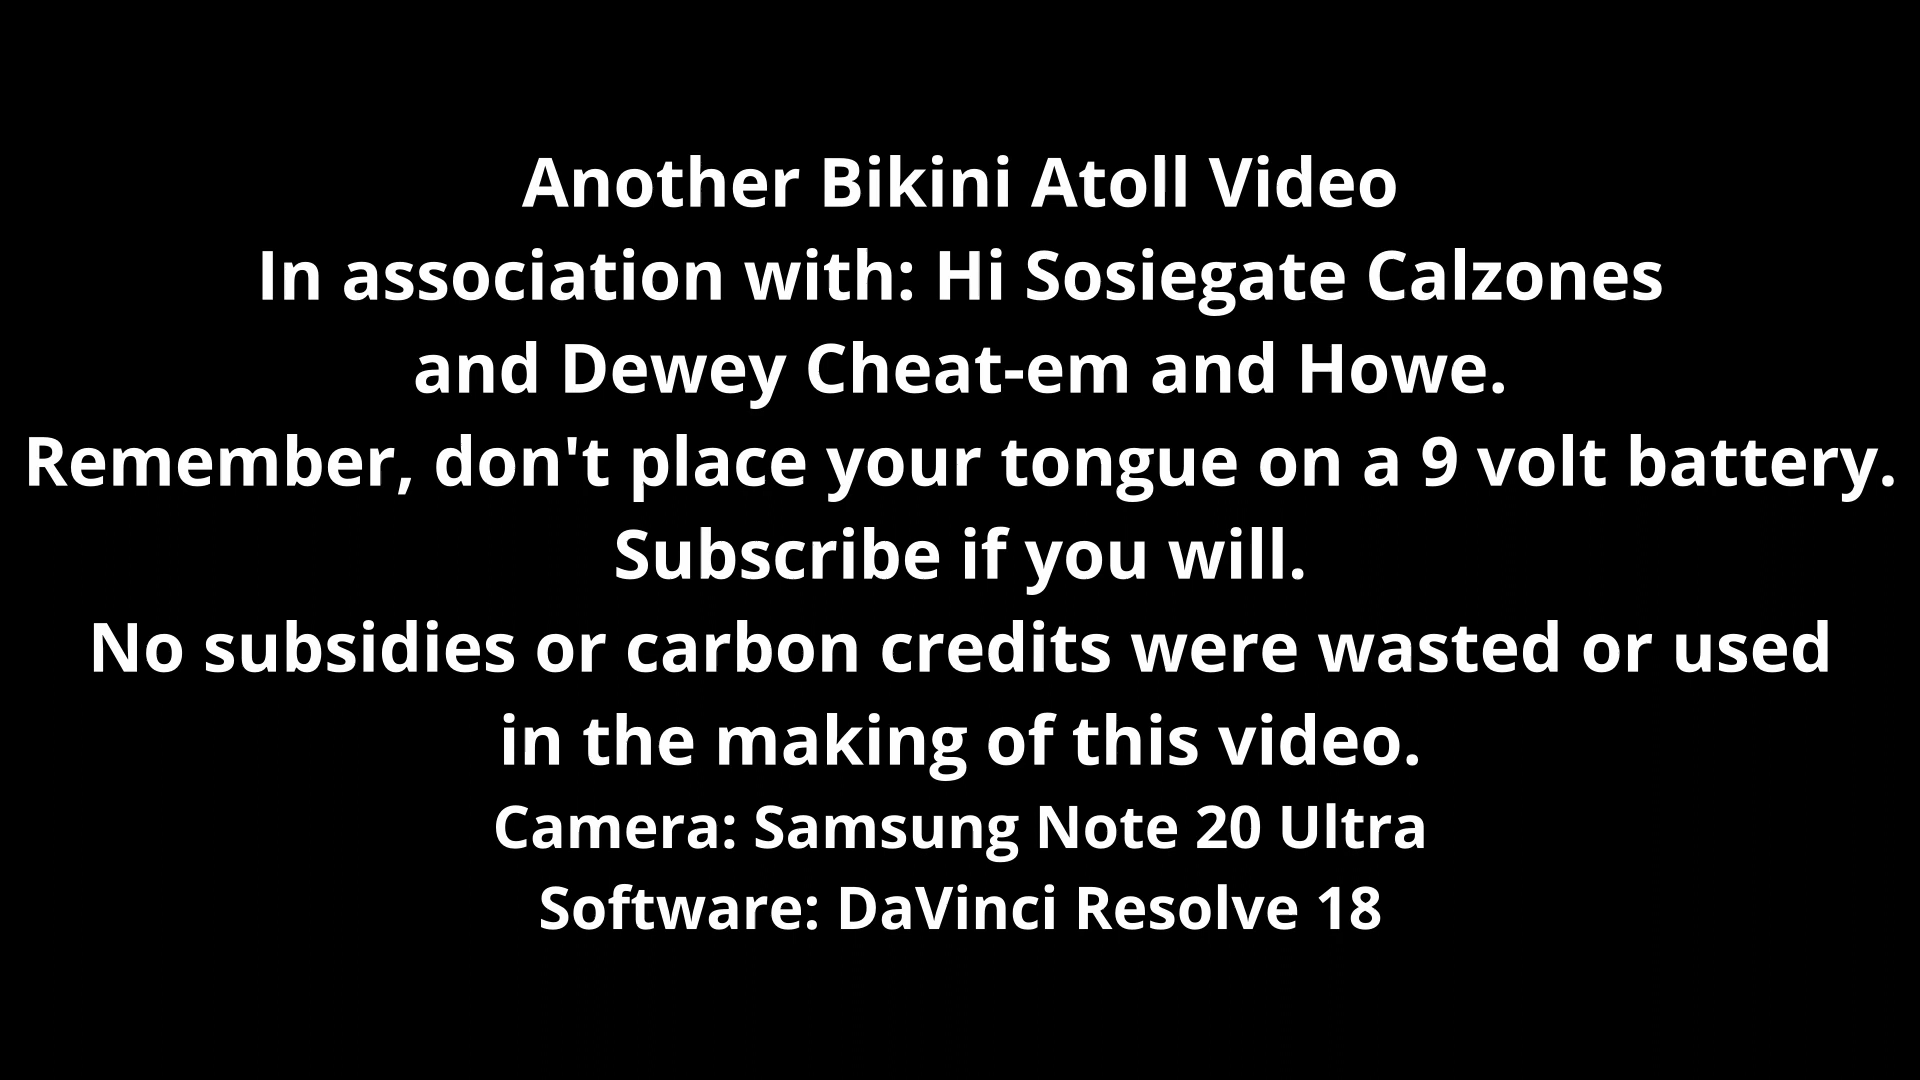 Another Bikini Atoll Video
In association with: Hi Sosiegate Calzones
and Dewey Cheat-em and Howe.
Remember, don't place your tongue on a 9 volt battery.
Subscribe if you will.
No subsidies or carbon credits were wasted or used
in the making of this video.
Camera: Samsung Note 20 Ultra
Software: DaVinci Resolve 18